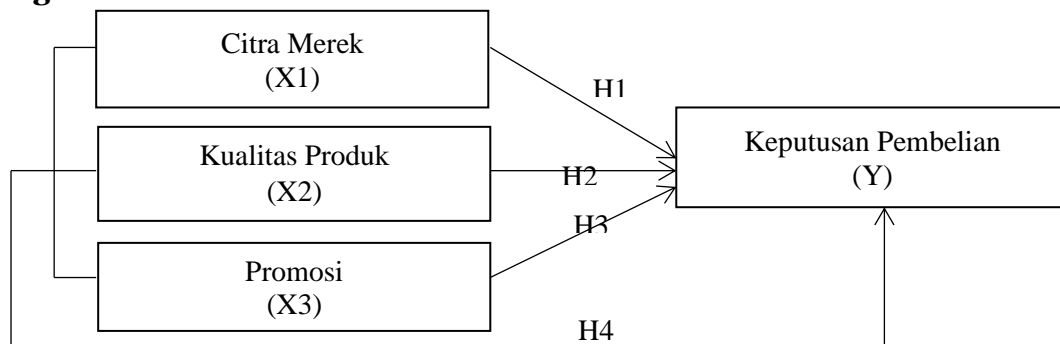 Citra Merek
(X1)
H1
Kualitas Produk
(X2)
H2
Keputusan Pembelian
(Y)
H3
Promosi
(X3)
H4